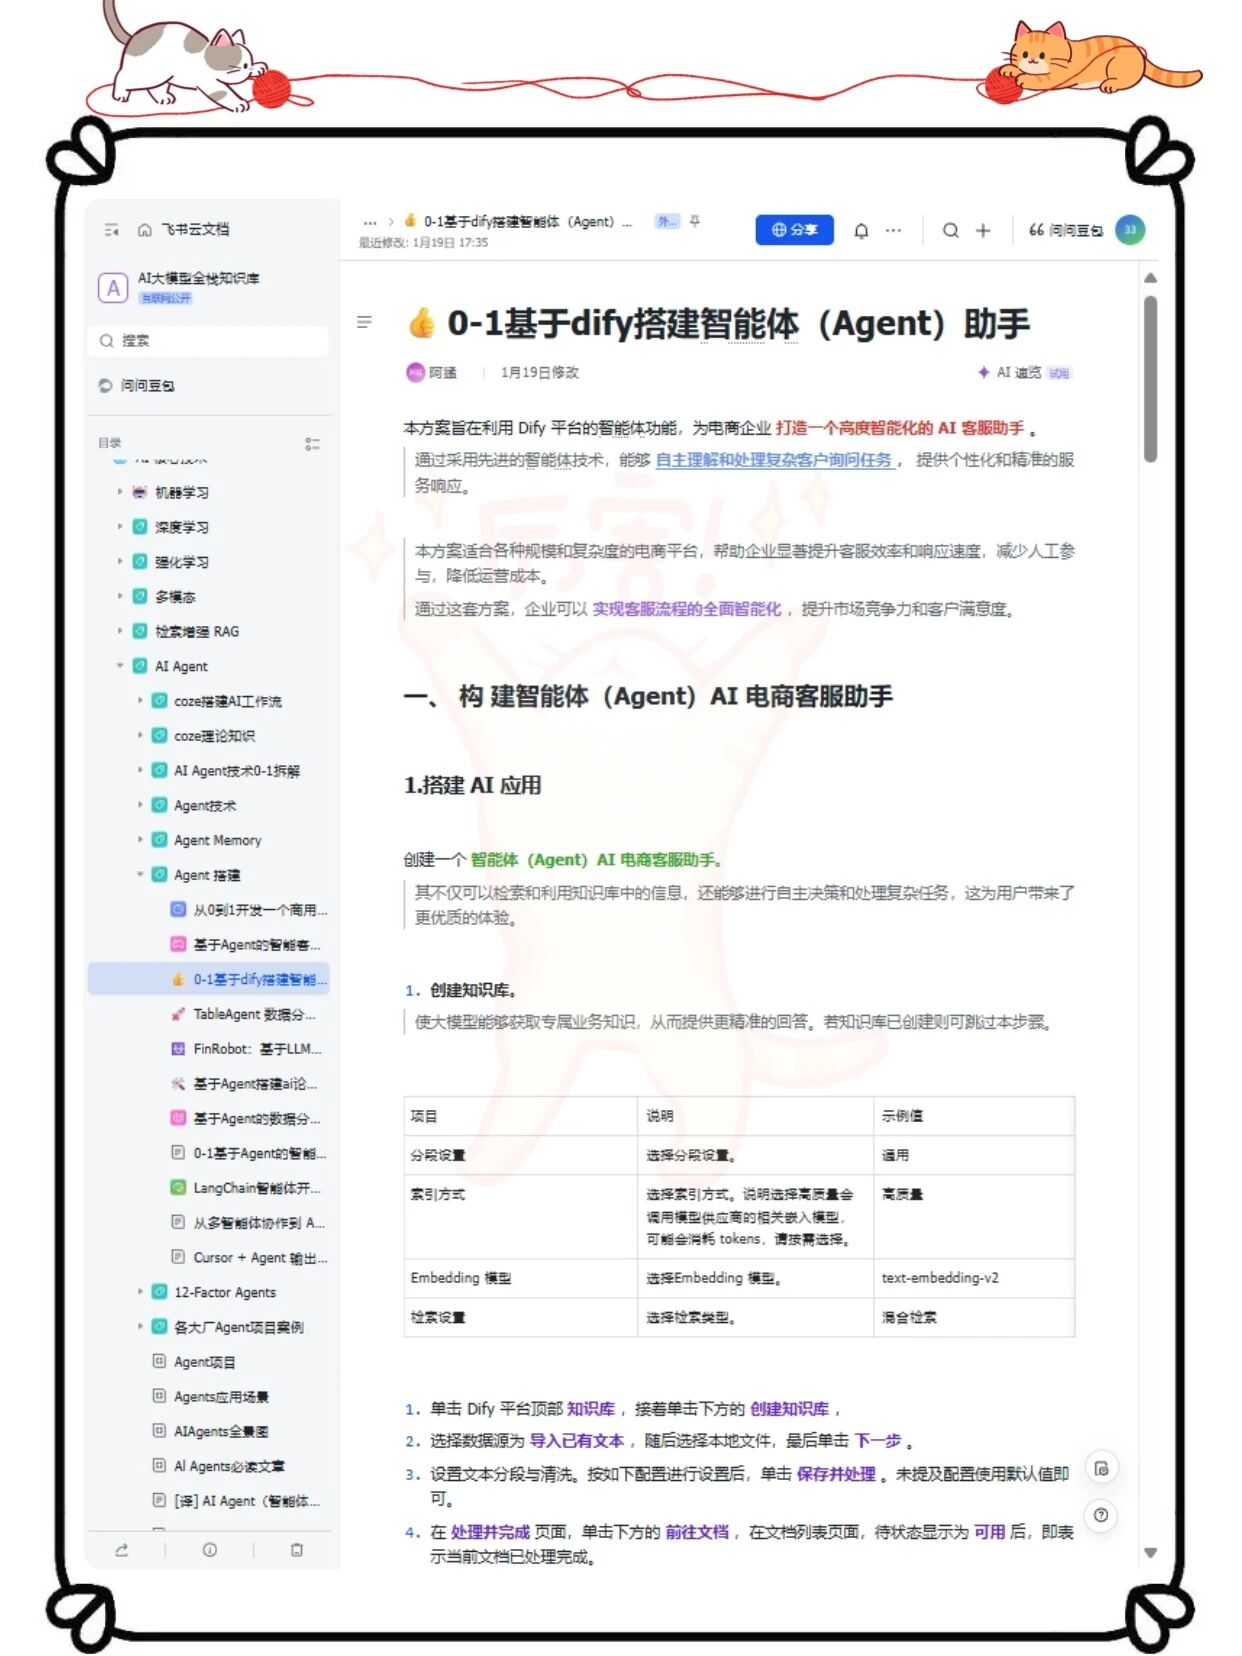 飞书云文档
AI大模型全栈知识库
互联网公开
搜索
问问豆包
目录
机器学习
深度学习
强化学习
多模态
检索增强 RAG
AI Agent
coze搭建AI工作流
coze理论知识
AI Agent技术0-1拆解
Agent技术
Agent Memory
Agent 搭建
从0到1开发一个商用...
基于Agent的智能客...
0-1基于dify搭建智能...
TableAgent 数据分...
FinRobot：基于LLM...
基于Agent搭建ai论...
基于Agent的数据分...
0-1基于Agent的智能...
LangChain智能体开...
从多智能体协作到 A...
Cursor + Agent 输出...
12-Factor Agents
各大厂Agent项目案例
Agent项目
Agents应用场景
AIAgents全景图
AI Agents必读文章
[译] AI Agent（智能体...
... > 👍 0-1基于dify搭建智能体（Agent）... 外...
最近修改: 1月19日 17:35
分享
问问豆包
33
👍 0-1基于dify搭建智能体（Agent）助手
阿涵 1月19日修改
AI 速览 试用
本方案旨在利用 Dify 平台的智能体功能，为电商企业 打造一个高度智能化的 AI 客服助手 。
通过采用先进的智能体技术，能够 自主理解和处理复杂客户询问任务 ， 提供个性化和精准的服
务响应。
本方案适合各种规模和复杂度的电商平台，帮助企业显著提升客服效率和响应速度，减少人工参
与，降低运营成本。
通过这套方案，企业可以 实现客服流程的全面智能化 ，提升市场竞争力和客户满意度。
一、 构 建智能体（Agent）AI 电商客服助手
1.搭建 AI 应用
创建一个 智能体（Agent）AI 电商客服助手。
其不仅可以检索和利用知识库中的信息，还能够进行自主决策和处理复杂任务，这为用户带来了
更优质的体验。
1. 创建知识库。
使大模型能够获取专属业务知识，从而提供更精准的回答。若知识库已创建则可跳过本步骤。
项目 说明 示例值
分段设置 选择分段设置。 通用
索引方式 选择索引方式。说明选择高质量会 高质量
调用模型供应商的相关嵌入模型，
可能会消耗 tokens，请按需选择。
Embedding 模型 选择Embedding 模型。 text-embedding-v2
检索设置 选择检索类型。 混合检索
1. 单击 Dify 平台顶部 知识库 ，接着单击下方的 创建知识库 ，
2. 选择数据源为 导入已有文本 ，随后选择本地文件，最后单击 下一步 。
3. 设置文本分段与清洗。按如下配置进行设置后，单击 保存并处理 。未提及配置使用默认值即
可。
4. 在 处理并完成 页面，单击下方的 前往文档 ，在文档列表页面，待状态显示为 可用 后，即表
示当前文档已处理完成。